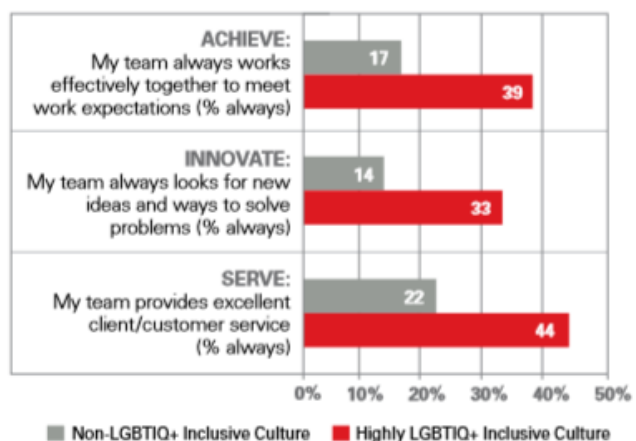 ACHIEVE:
My team always works
effectively together to meet
work expectations (% always)
17
39
INNOVATE:
My team always looks for new
ideas and ways to solve
problems (% always)
14
33
SERVE:
My team provides excellent
client/customer service
(% always)
22
44
0% 10% 20% 30% 40% 50%
Non-LGBTIQ+ Inclusive Culture Highly LGBTIQ+ Inclusive Culture